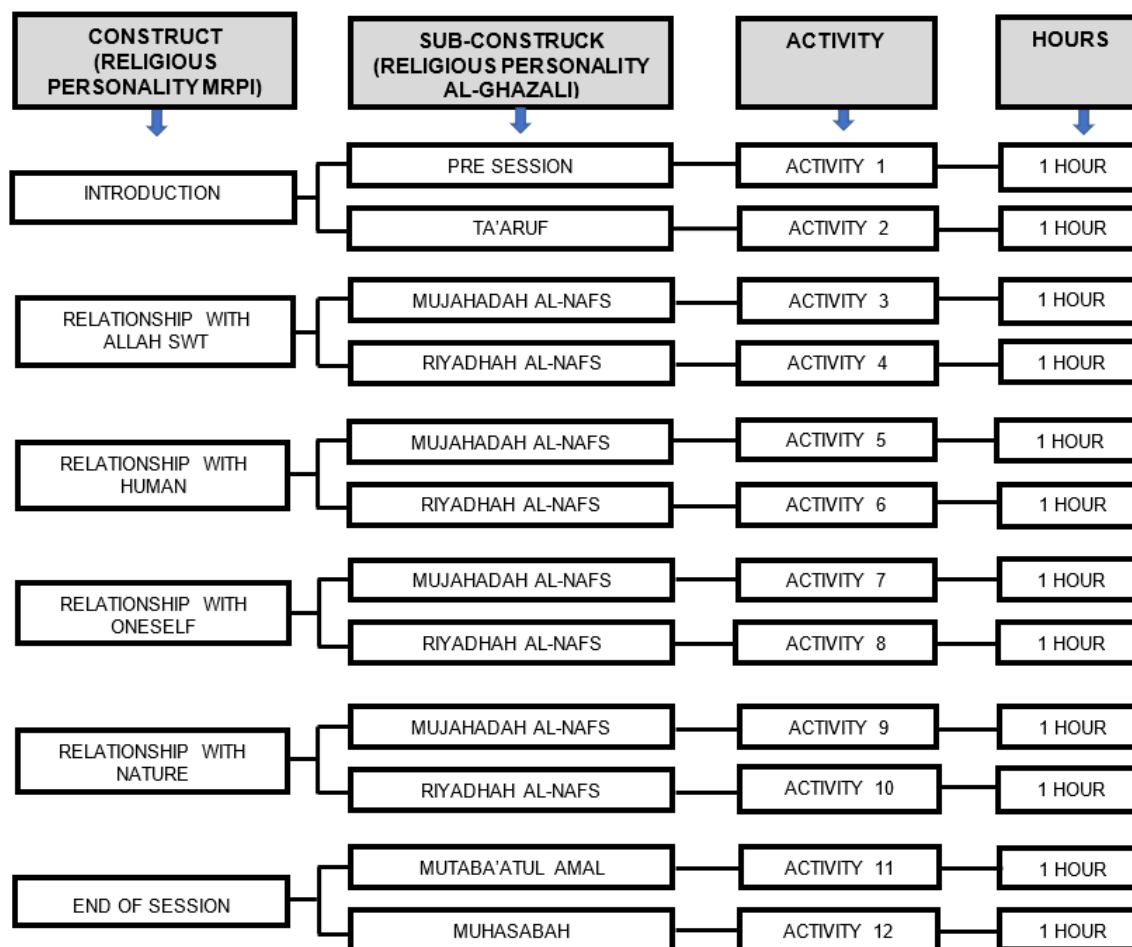 CONSTRUCT
(RELIGIOUS
PERSONALITY MRPI)
SUB-CONSTRUCK
(RELIGIOUS PERSONALITY
AL-GHAZALI)
ACTIVITY
HOURS
INTRODUCTION
PRE SESSION
ACTIVITY 1
1 HOUR
TA’ARUF
ACTIVITY 2
1 HOUR
RELATIONSHIP WITH
ALLAH SWT
MUJAHADAH AL-NAFS
ACTIVITY 3
1 HOUR
RIYADHAH AL-NAFS
ACTIVITY 4
1 HOUR
RELATIONSHIP WITH
HUMAN
MUJAHADAH AL-NAFS
ACTIVITY 5
1 HOUR
RIYADHAH AL-NAFS
ACTIVITY 6
1 HOUR
RELATIONSHIP WITH
ONESELF
MUJAHADAH AL-NAFS
ACTIVITY 7
1 HOUR
RIYADHAH AL-NAFS
ACTIVITY 8
1 HOUR
RELATIONSHIP WITH
NATURE
MUJAHADAH AL-NAFS
ACTIVITY 9
1 HOUR
RIYADHAH AL-NAFS
ACTIVITY 10
1 HOUR
END OF SESSION
MUTABA’ATUL AMAL
ACTIVITY 11
1 HOUR
MUHASABAH
ACTIVITY 12
1 HOUR